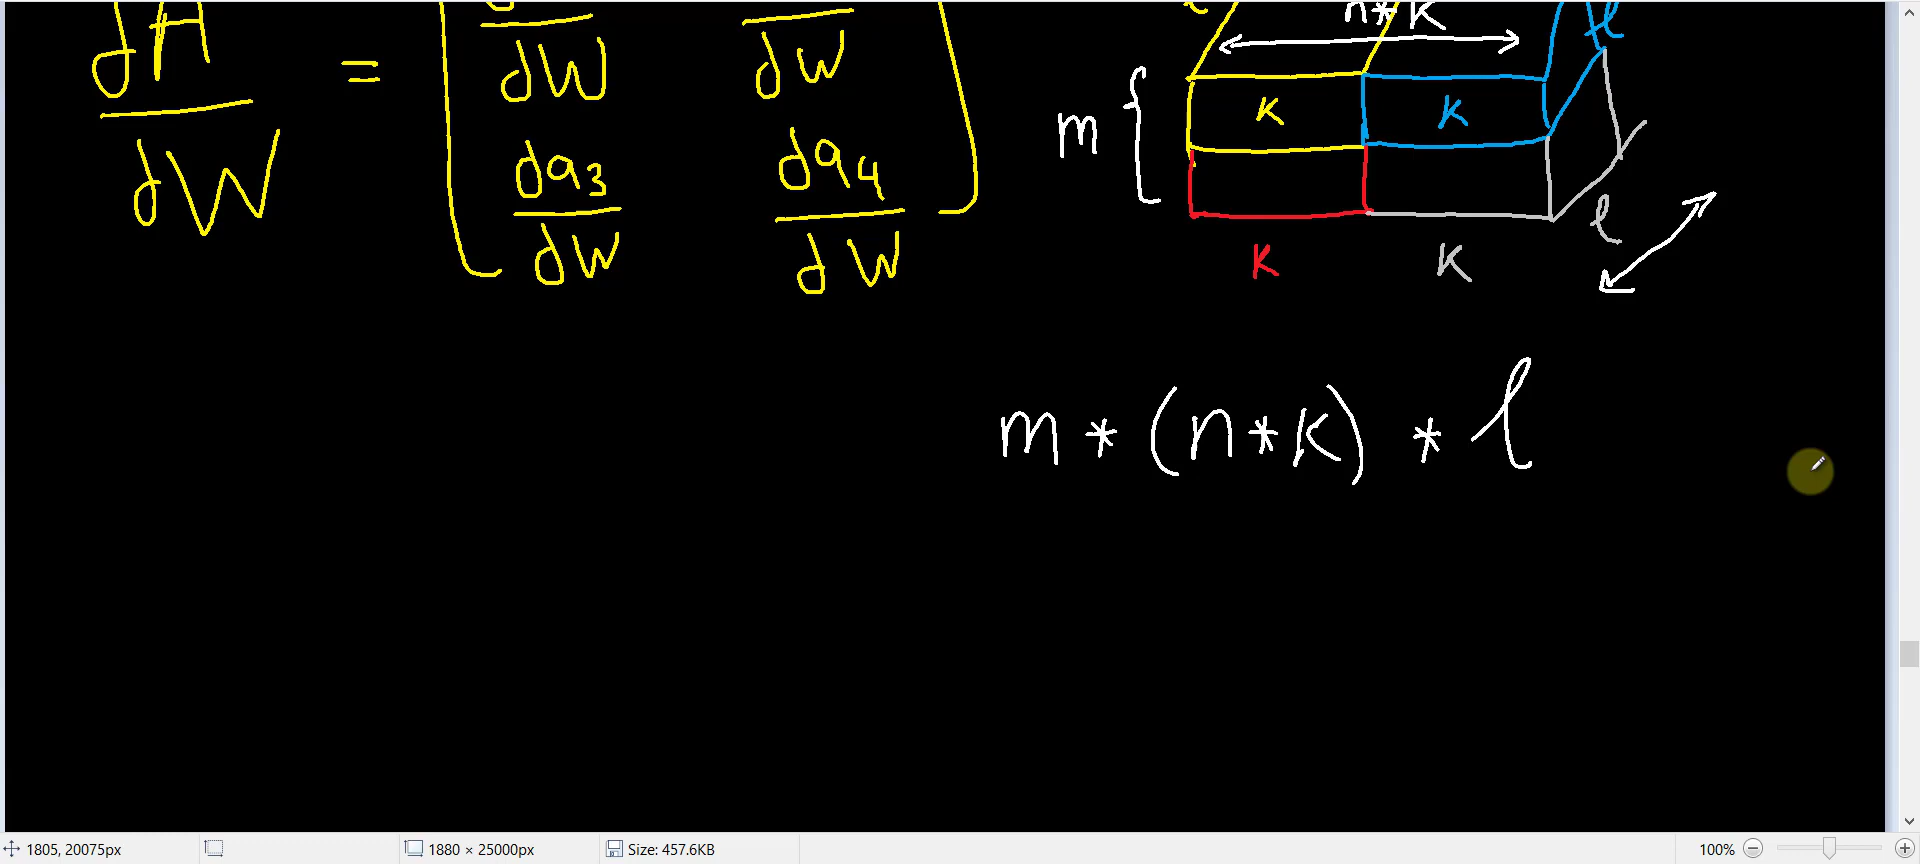 n * K
l
dA
dW
=
dW
dW
m
K
K
da3
dW
da4
dW
l
K
K
m * (n * K) * l
1805, 20075px
1880 × 25000px
Size: 457.6KB
100%